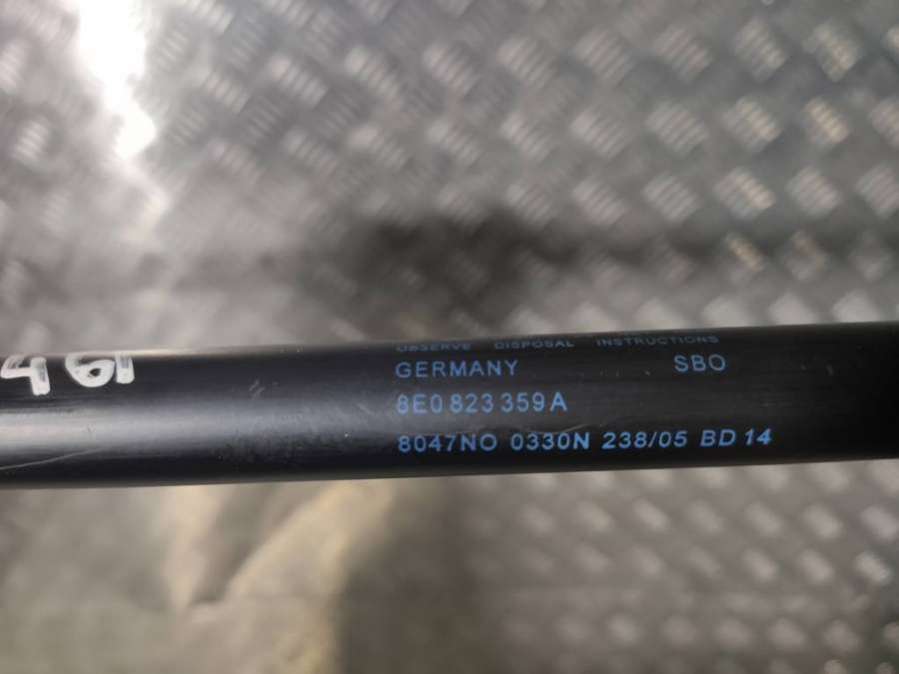 OBSERVE DISPOSAL INSTRUCTIONS
GERMANY SBO
8E0 823 359 A
8047NO 0330N 238/05 BD 14